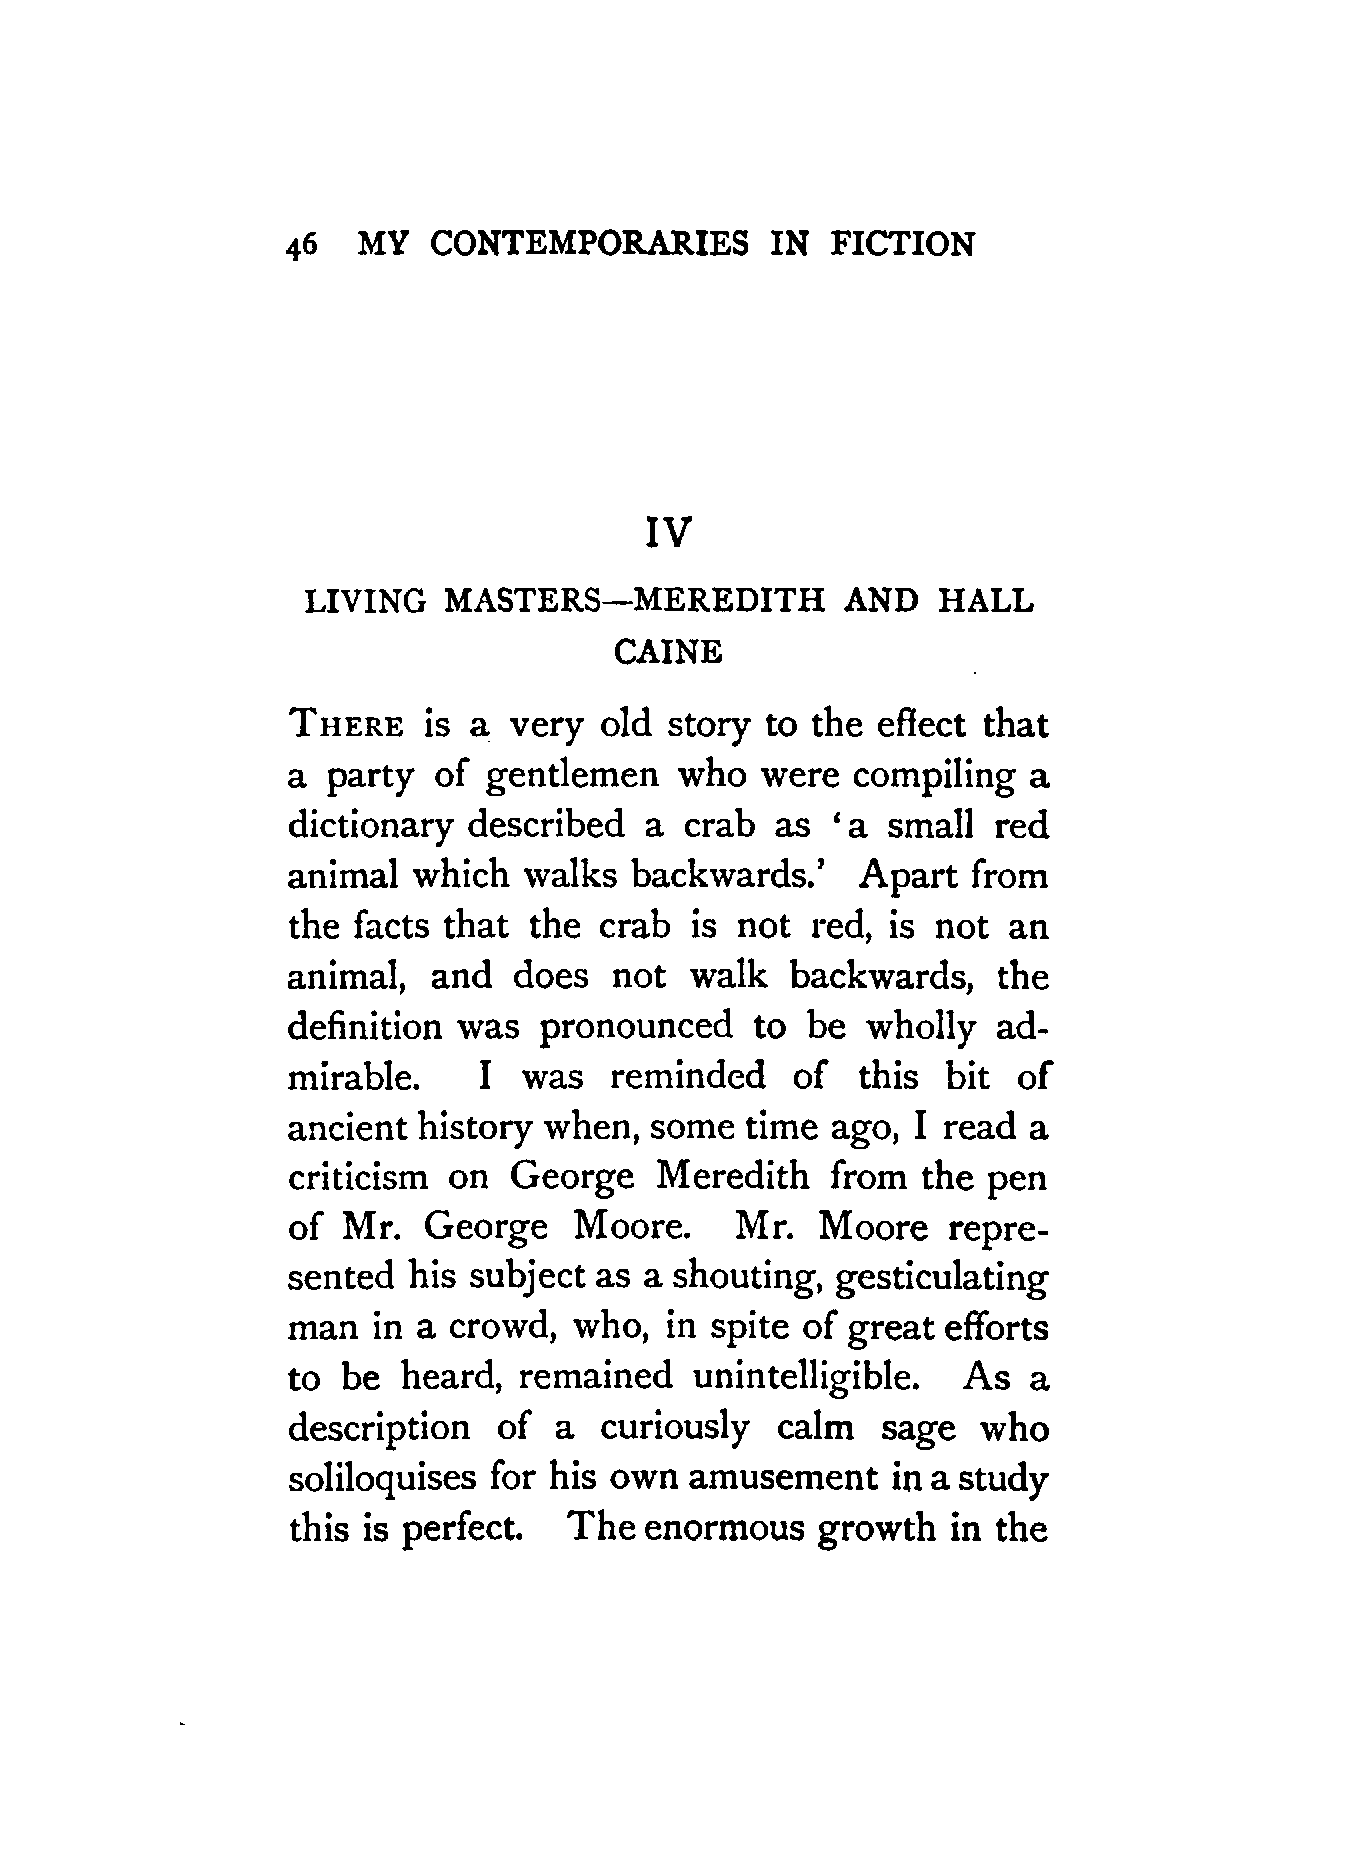 46 MY CONTEMPORARIES IN FICTION
IV
LIVING MASTERS—MEREDITH AND HALL
CAINE
THERE is a very old story to the effect that
a party of gentlemen who were compiling a
dictionary described a crab as ‘a small red
animal which walks backwards.’ Apart from
the facts that the crab is not red, is not an
animal, and does not walk backwards, the
definition was pronounced to be wholly ad-
mirable. I was reminded of this bit of
ancient history when, some time ago, I read a
criticism on George Meredith from the pen
of Mr. George Moore. Mr. Moore repre-
sented his subject as a shouting, gesticulating
man in a crowd, who, in spite of great efforts
to be heard, remained unintelligible. As a
description of a curiously calm sage who
soliloquises for his own amusement in a study
this is perfect. The enormous growth in the